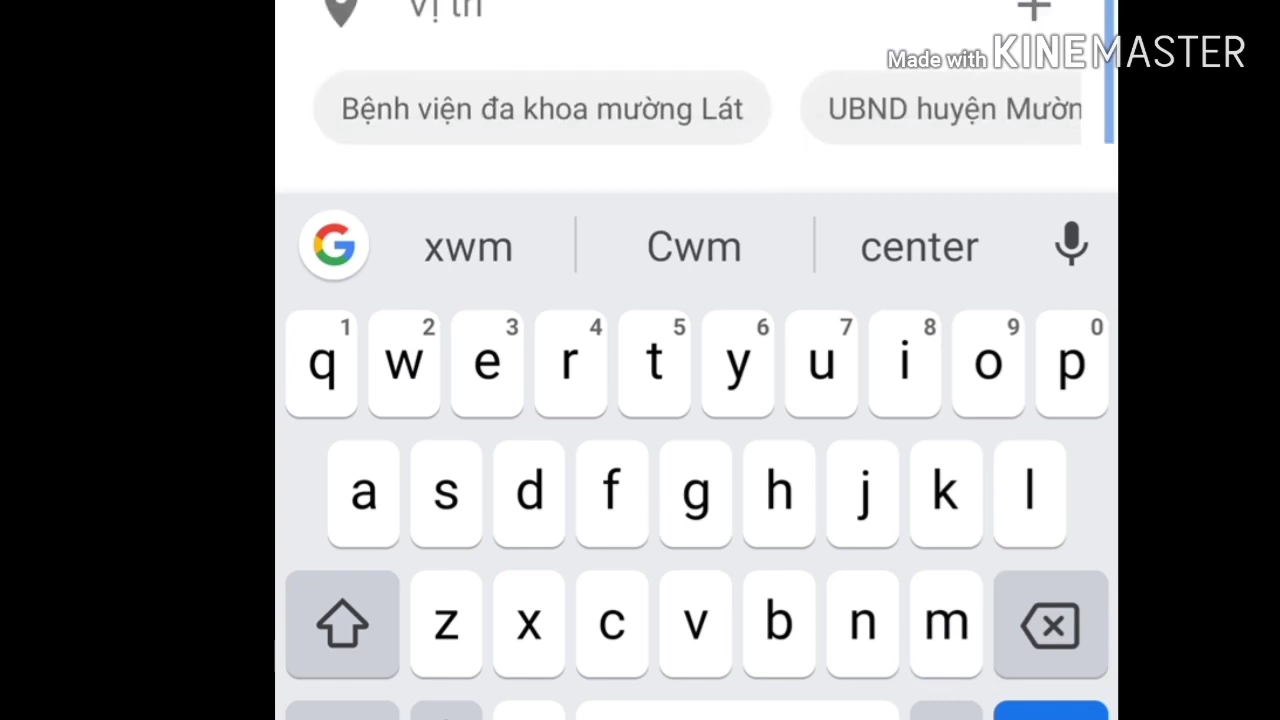 Vị trí
Made with KINEMASTER
Bệnh viện đa khoa mường Lát
UBND huyện Mườn
xwm Cwm center
1 2 3 4 5 6 7 8 9 0
q w e r t y u i o p
a s d f g h j k l
z x c v b n m